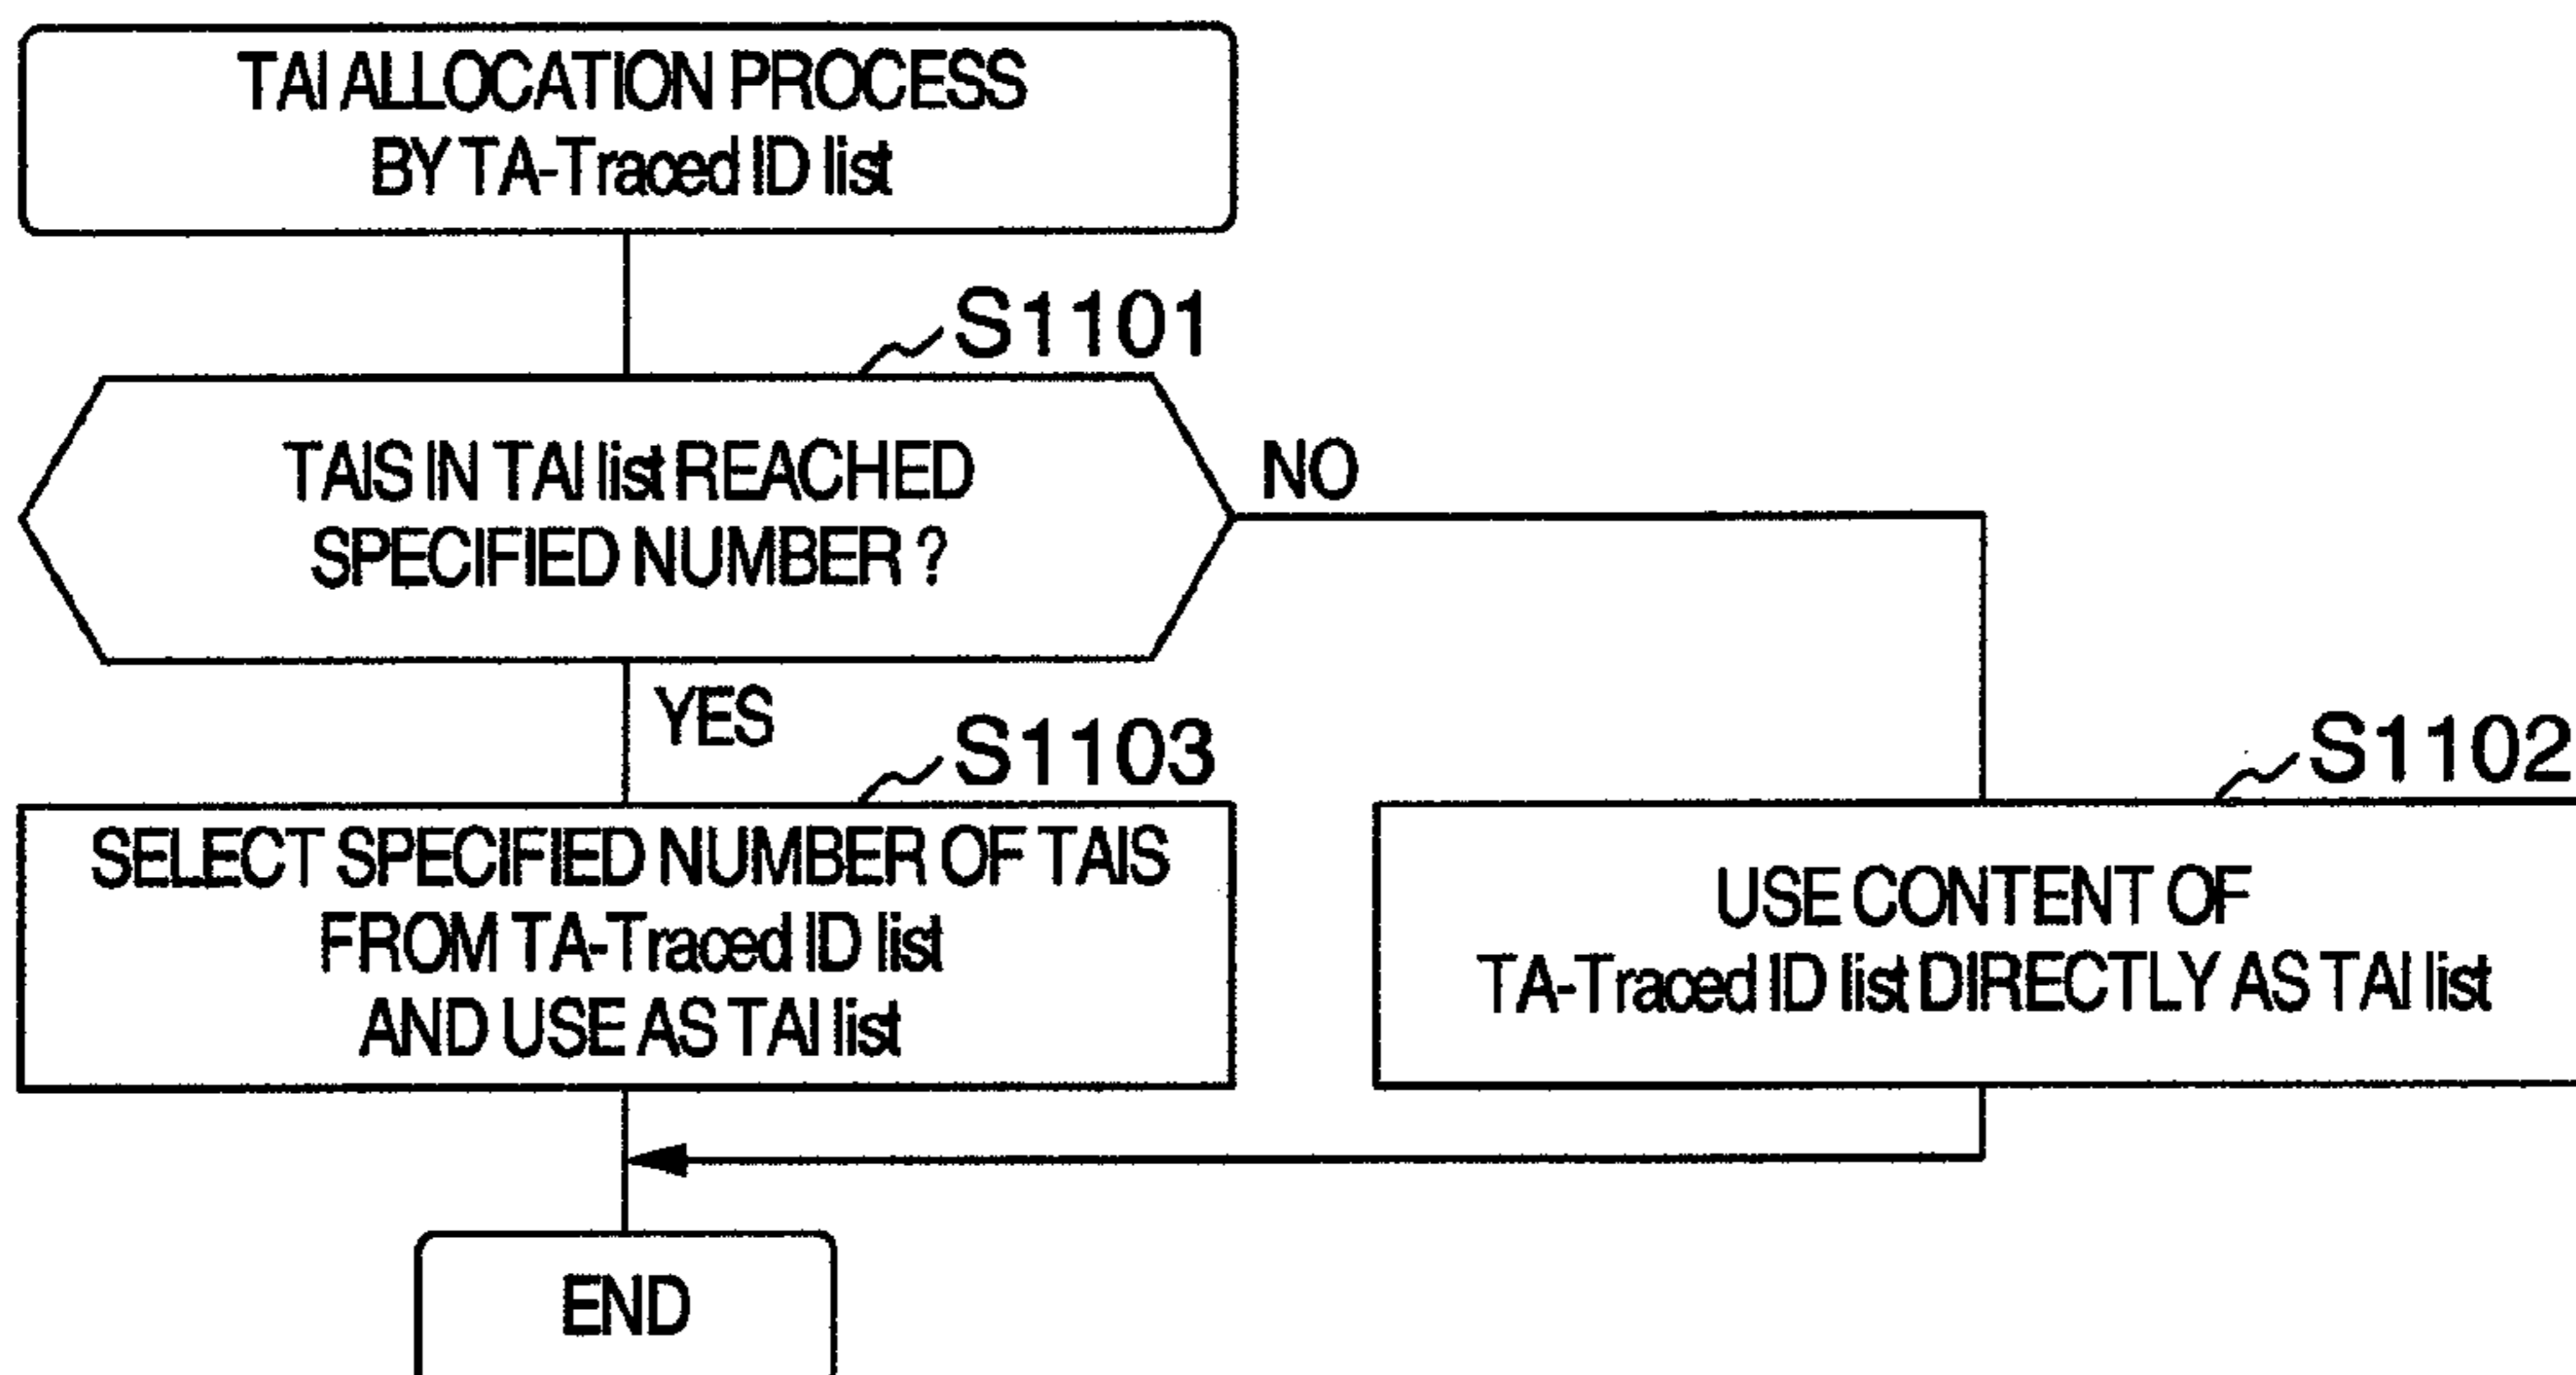 TAI ALLOCATION PROCESS
BY TA-Traced ID list
S1101
TAIS IN TAI list REACHED
SPECIFIED NUMBER ?
NO
YES
S1103
SELECT SPECIFIED NUMBER OF TAIS
FROM TA-Traced ID list
AND USE AS TAI list
S1102
USE CONTENT OF
TA-Traced ID list DIRECTLY AS TAI list
END